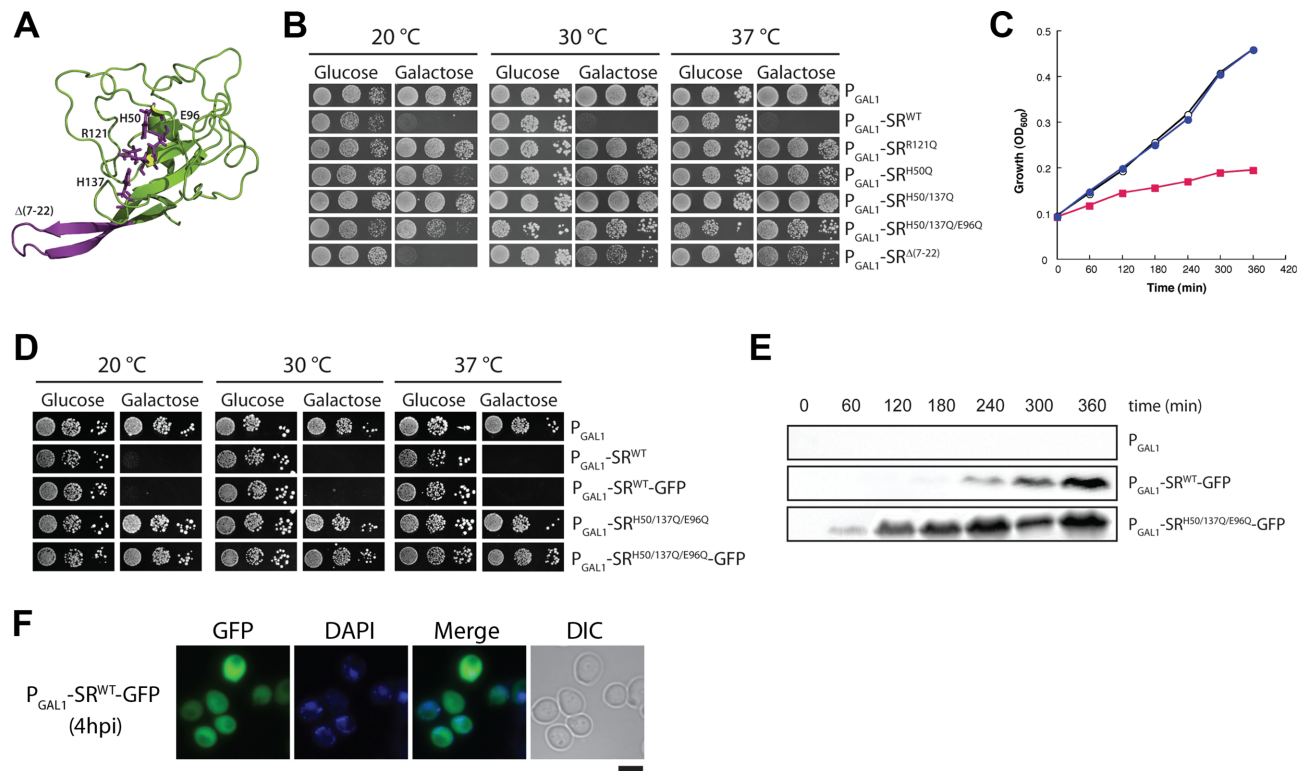 A
H50
E96
R121
H137
Δ(7-22)
B
20 °C
30 °C
37 °C
Glucose Galactose Glucose Galactose Glucose Galactose
PGAL1
PGAL1-SRWT
PGAL1-SRR121Q
PGAL1-SRH50Q
PGAL1-SRH50/137Q
PGAL1-SRH50/137Q/E96Q
PGAL1-SRΔ(7-22)
C
Growth (OD600)
0.5
0.4
0.3
0.2
0.1
0
0 60 120 180 240 300 360 420
Time (min)
D
20 °C
30 °C
37 °C
Glucose Galactose Glucose Galactose Glucose Galactose
PGAL1
PGAL1-SRWT
PGAL1-SRWT-GFP
PGAL1-SRH50/137Q/E96Q
PGAL1-SRH50/137Q/E96Q-GFP
E
0 60 120 180 240 300 360 time (min)
PGAL1
PGAL1-SRWT-GFP
PGAL1-SRH50/137Q/E96Q-GFP
F
GFP DAPI Merge DIC
PGAL1-SRWT-GFP
(4hpi)